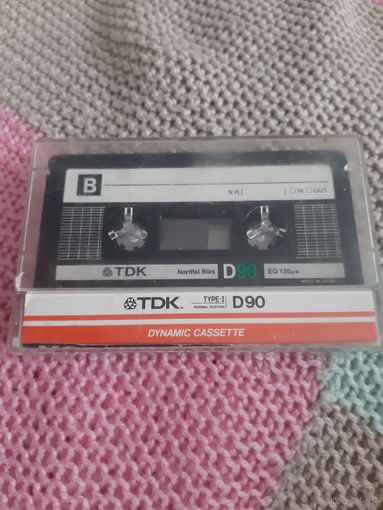 B
N.R.[ ] □IN □OUT
TDK Normal Bias D90 EQ 120μs
TDK. TYPE-I NORMAL POSITION D90
DYNAMIC CASSETTE